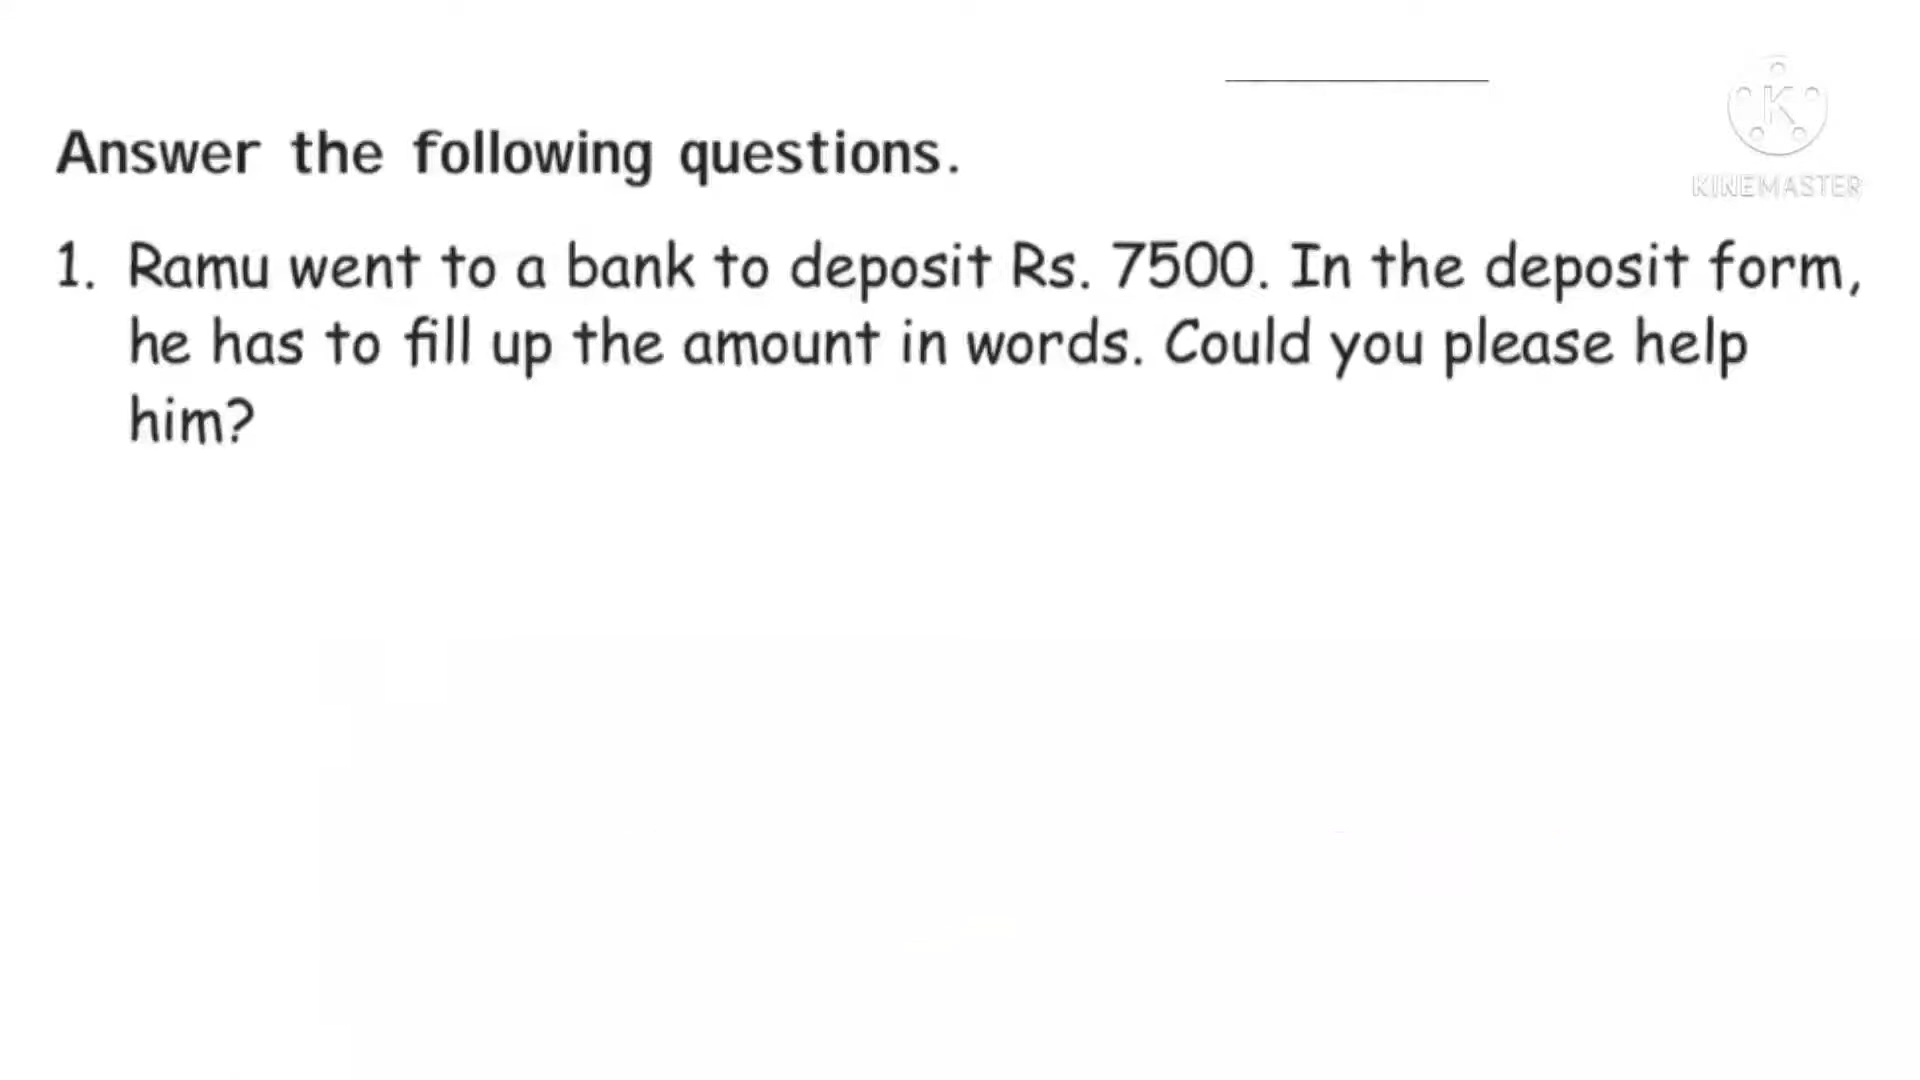 KINEMASTER
Answer the following questions.
1. Ramu went to a bank to deposit Rs. 7500. In the deposit form,
he has to fill up the amount in words. Could you please help
him?